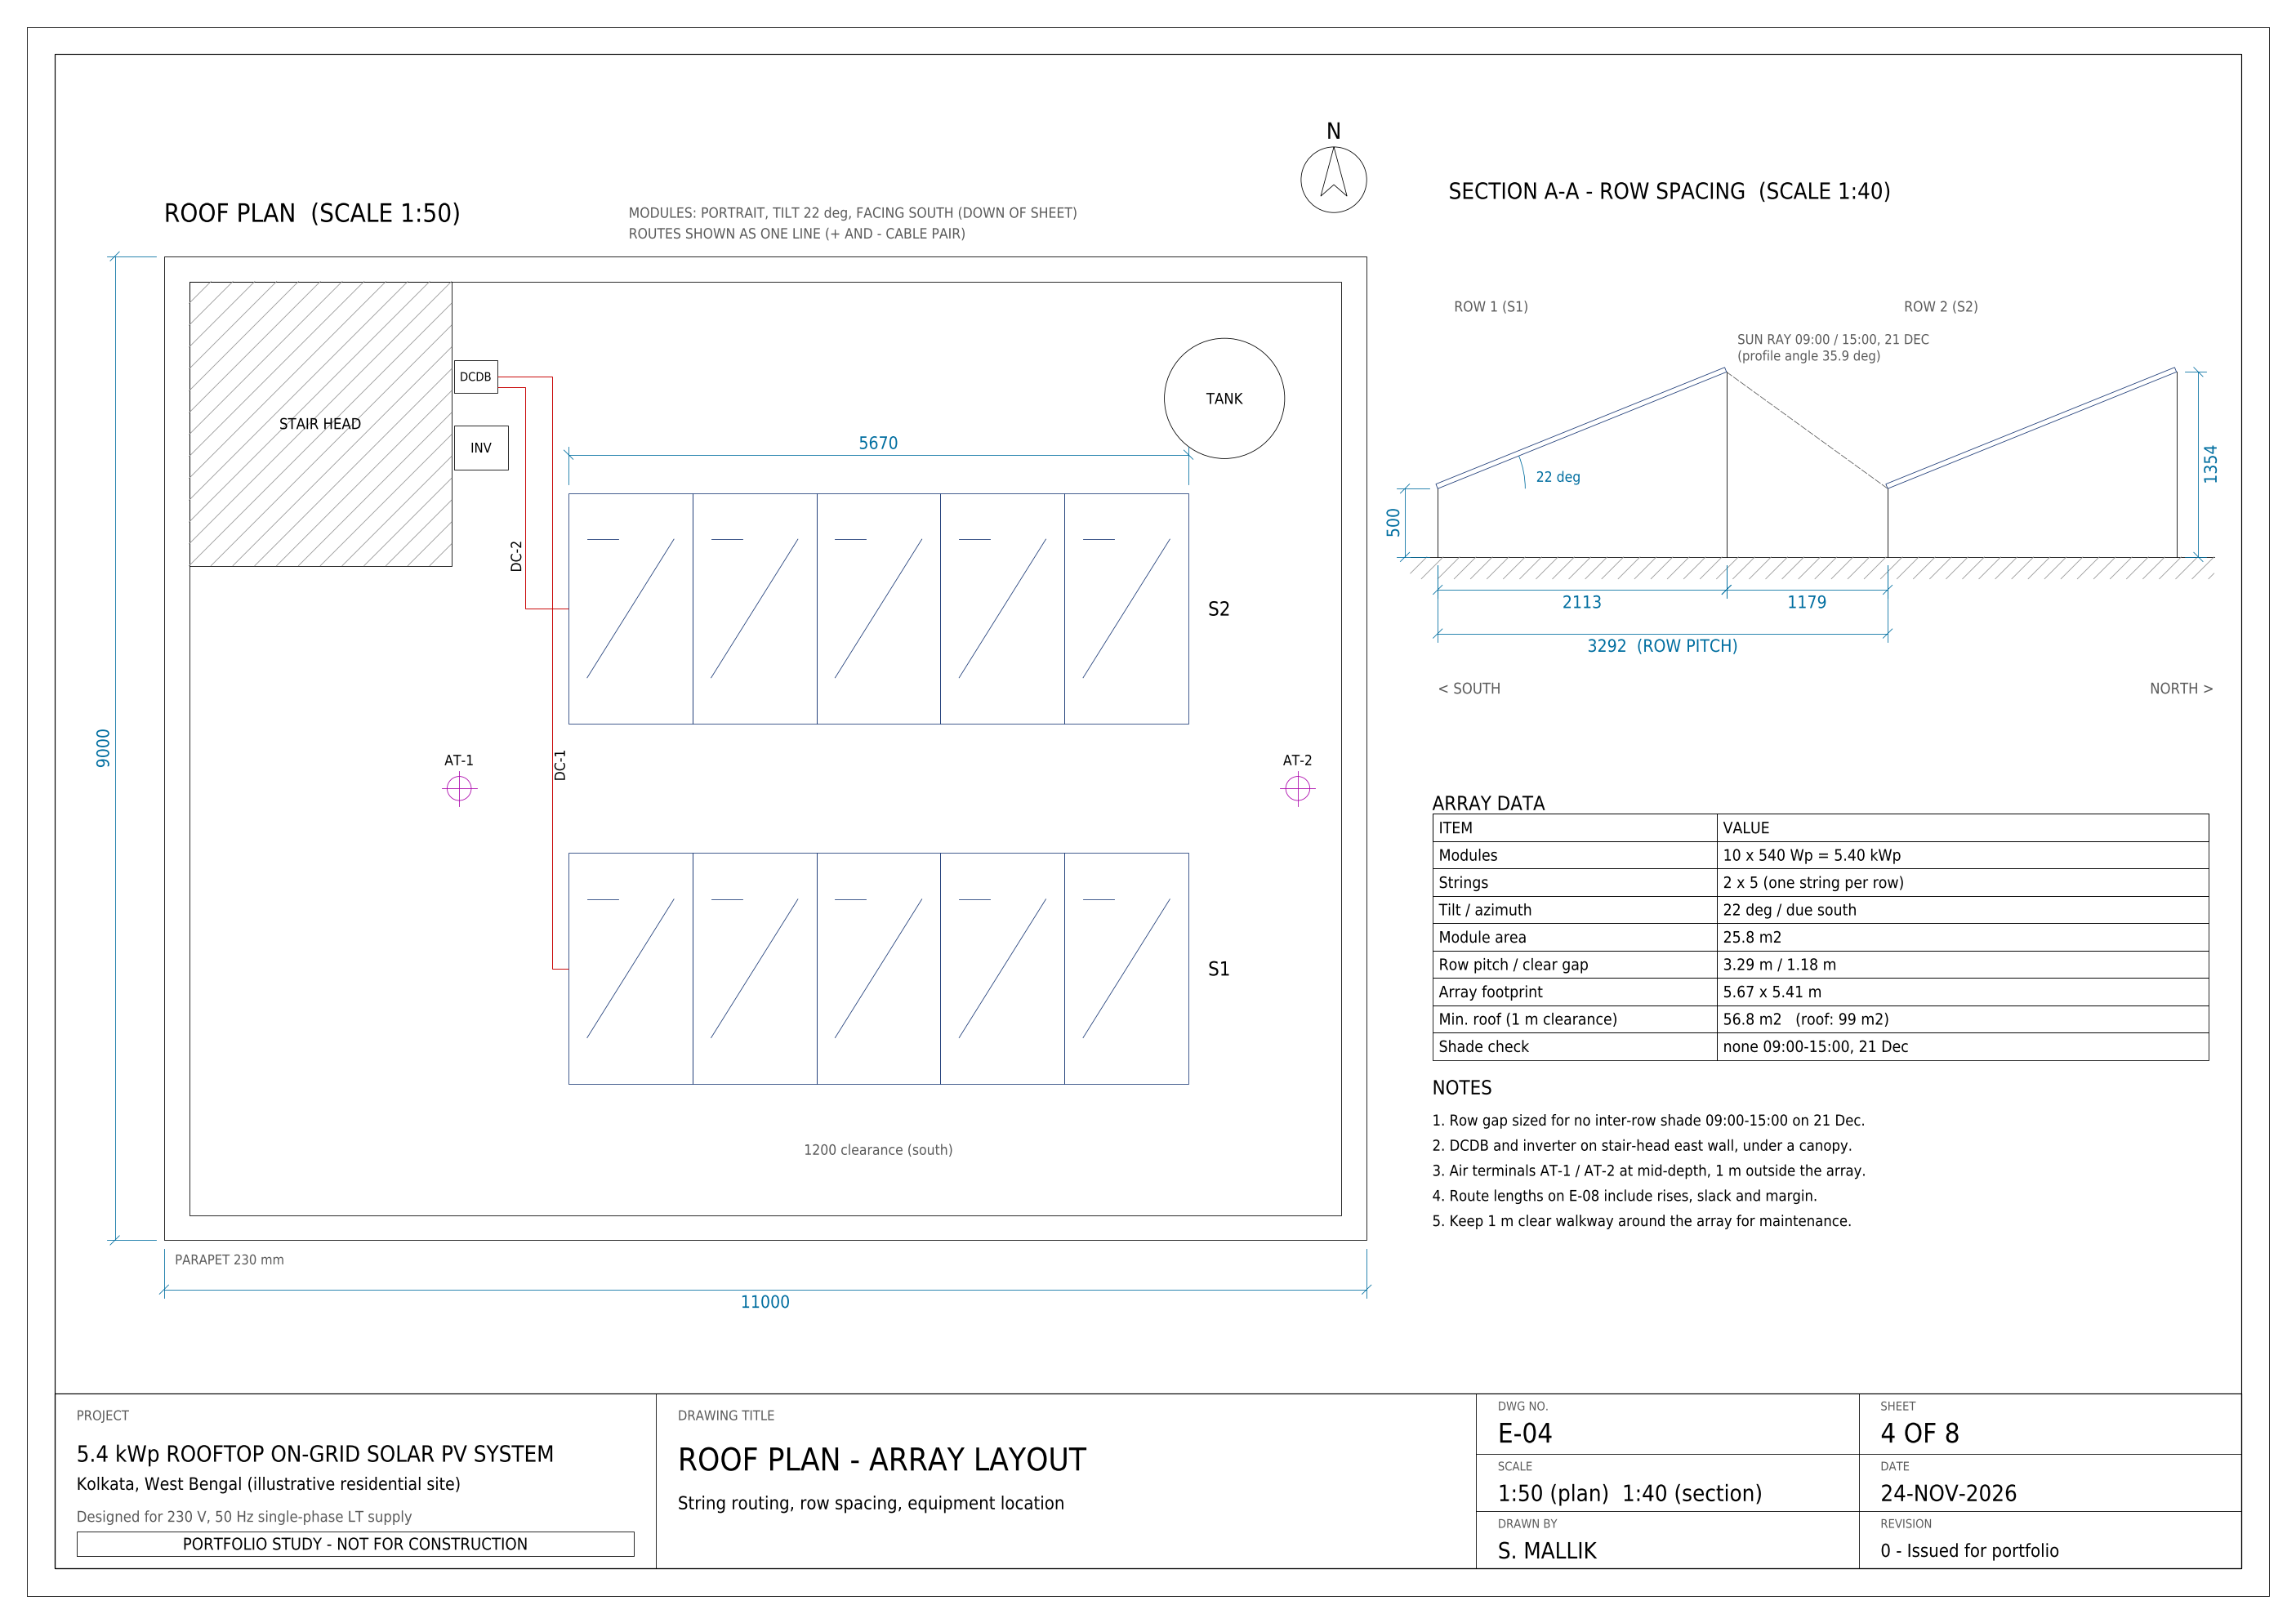 N
ROOF PLAN  (SCALE 1:50)
MODULES: PORTRAIT, TILT 22 deg, FACING SOUTH (DOWN OF SHEET)
ROUTES SHOWN AS ONE LINE (+ AND - CABLE PAIR)
STAIR HEAD
DCDB
INV
TANK
5670
DC-2
S2
9000
AT-1
DC-1
AT-2
S1
1200 clearance (south)
PARAPET 230 mm
11000
SECTION A-A - ROW SPACING  (SCALE 1:40)
ROW 1 (S1)
ROW 2 (S2)
SUN RAY 09:00 / 15:00, 21 DEC
(profile angle 35.9 deg)
22 deg
500
1354
2113
1179
3292  (ROW PITCH)
< SOUTH
NORTH >
ARRAY DATA
ITEM VALUE
Modules 10 x 540 Wp = 5.40 kWp
Strings 2 x 5 (one string per row)
Tilt / azimuth 22 deg / due south
Module area 25.8 m2
Row pitch / clear gap 3.29 m / 1.18 m
Array footprint 5.67 x 5.41 m
Min. roof (1 m clearance) 56.8 m2   (roof: 99 m2)
Shade check none 09:00-15:00, 21 Dec
NOTES
1. Row gap sized for no inter-row shade 09:00-15:00 on 21 Dec.
2. DCDB and inverter on stair-head east wall, under a canopy.
3. Air terminals AT-1 / AT-2 at mid-depth, 1 m outside the array.
4. Route lengths on E-08 include rises, slack and margin.
5. Keep 1 m clear walkway around the array for maintenance.
PROJECT
5.4 kWp ROOFTOP ON-GRID SOLAR PV SYSTEM
Kolkata, West Bengal (illustrative residential site)
Designed for 230 V, 50 Hz single-phase LT supply
PORTFOLIO STUDY - NOT FOR CONSTRUCTION
DRAWING TITLE
ROOF PLAN - ARRAY LAYOUT
String routing, row spacing, equipment location
DWG NO.
E-04
SHEET
4 OF 8
SCALE
1:50 (plan)  1:40 (section)
DATE
24-NOV-2026
DRAWN BY
S. MALLIK
REVISION
0 - Issued for portfolio